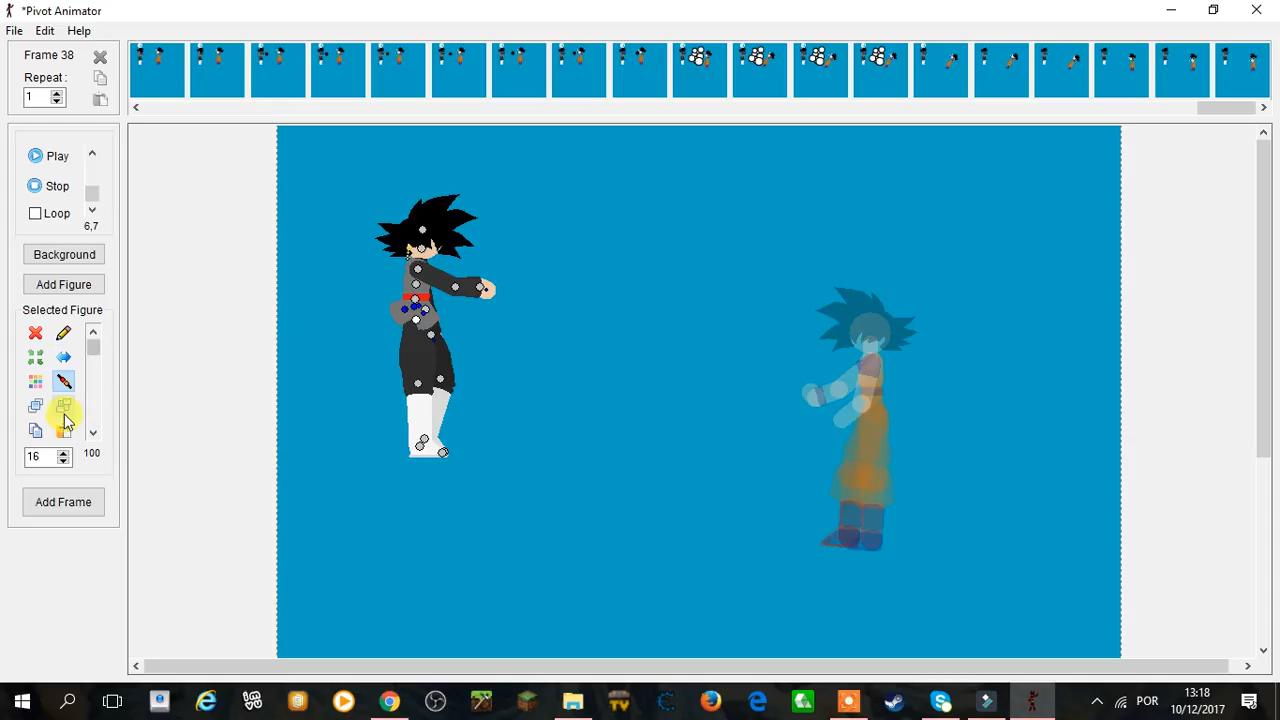 *Pivot Animator
File Edit Help
Frame 38
Repeat :
1
Play
Stop
Loop
6,7
Background
Add Figure
Selected Figure
16
100
Add Frame
TV
POR
13:18
10/12/2017